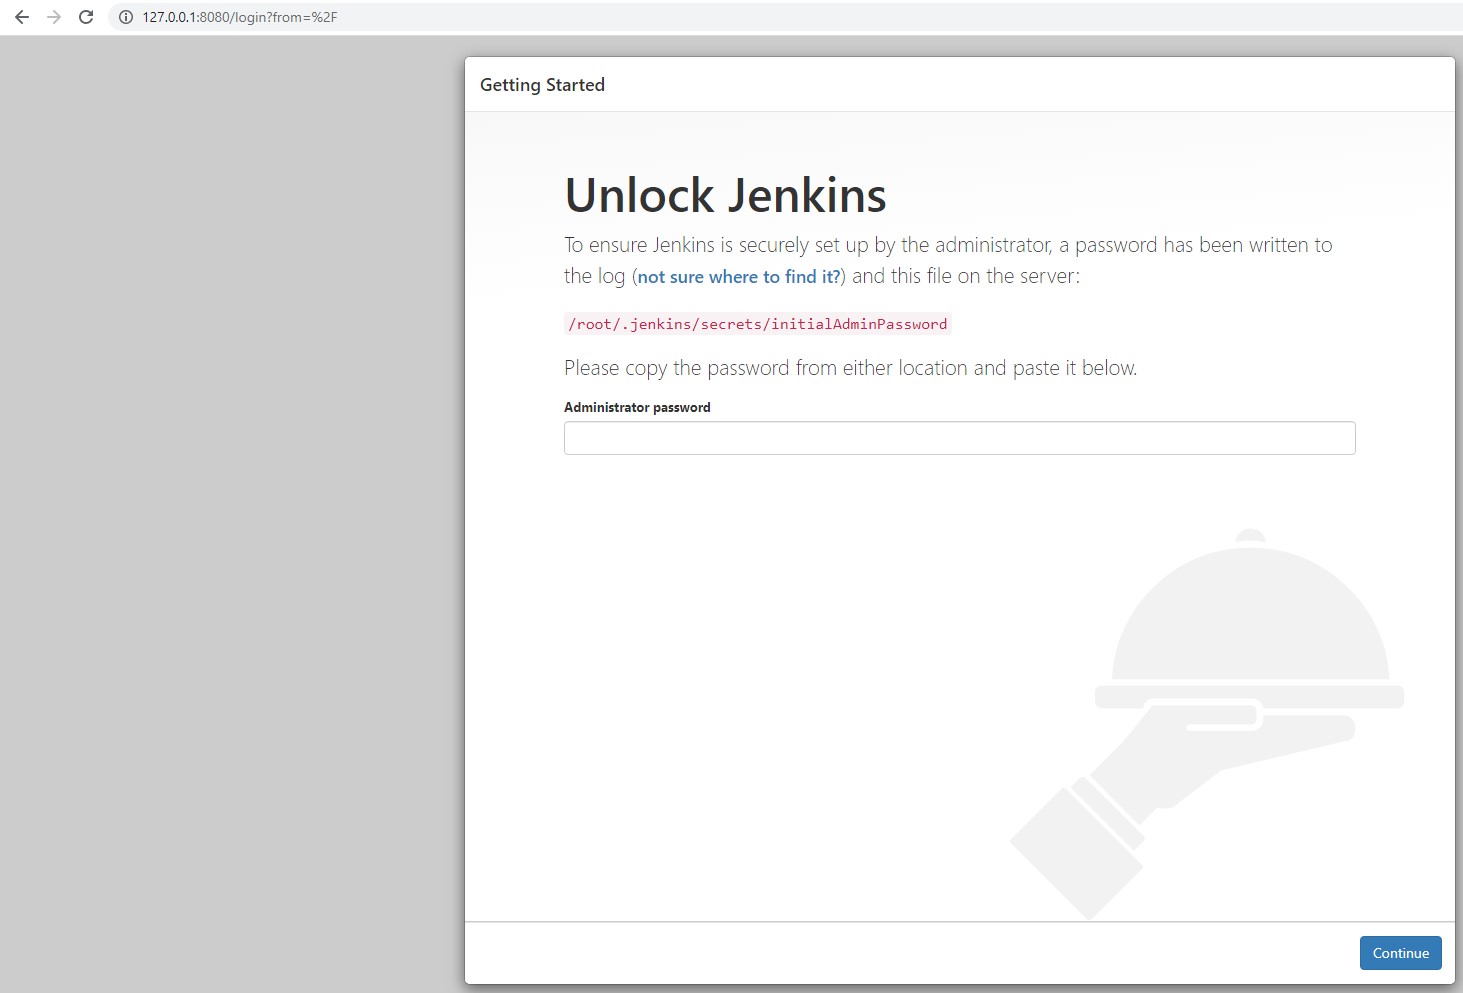 127.0.0.1:8080/login?from=%2F
Getting Started
Unlock Jenkins
To ensure Jenkins is securely set up by the administrator, a password has been written to
the log (not sure where to find it?) and this file on the server:
/root/.jenkins/secrets/initialAdminPassword
Please copy the password from either location and paste it below.
Administrator password
Continue